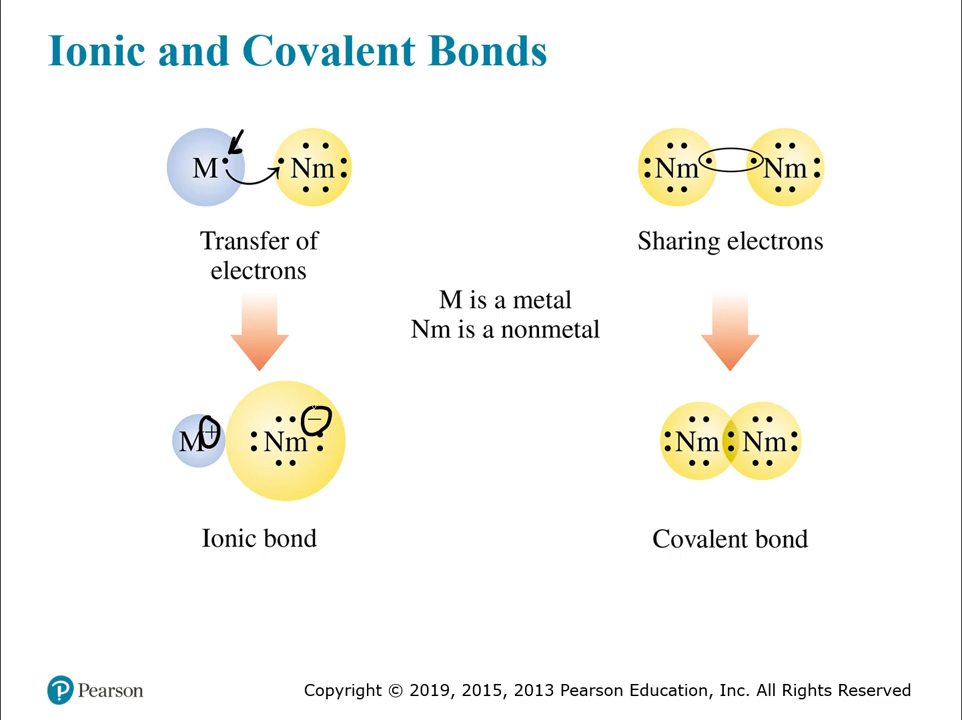 Ionic and Covalent Bonds
M Nm
Nm Nm
Transfer of
electrons
Sharing electrons
M is a metal
Nm is a nonmetal
M+ Nm−
Nm Nm
Ionic bond
Covalent bond
Pearson
Copyright © 2019, 2015, 2013 Pearson Education, Inc. All Rights Reserved